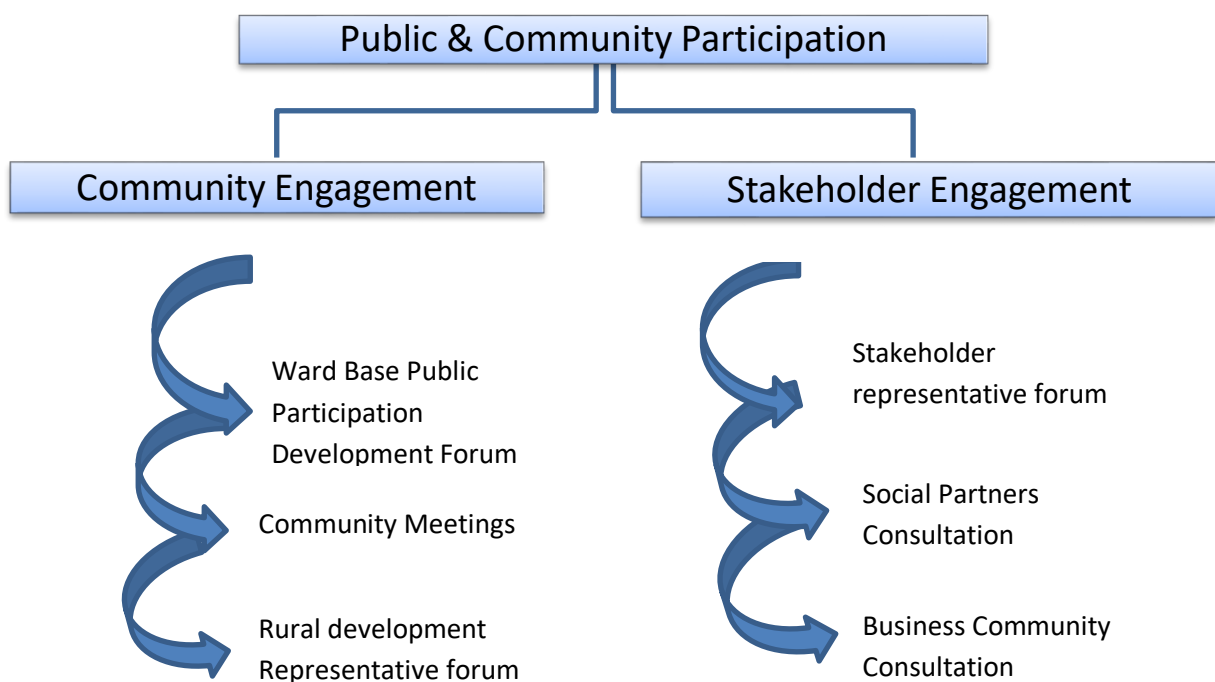 Public & Community Participation
Community Engagement
Stakeholder Engagement
Ward Base Public
Participation
Development Forum
Community Meetings
Rural development
Representative forum
Stakeholder
representative forum
Social Partners
Consultation
Business Community
Consultation